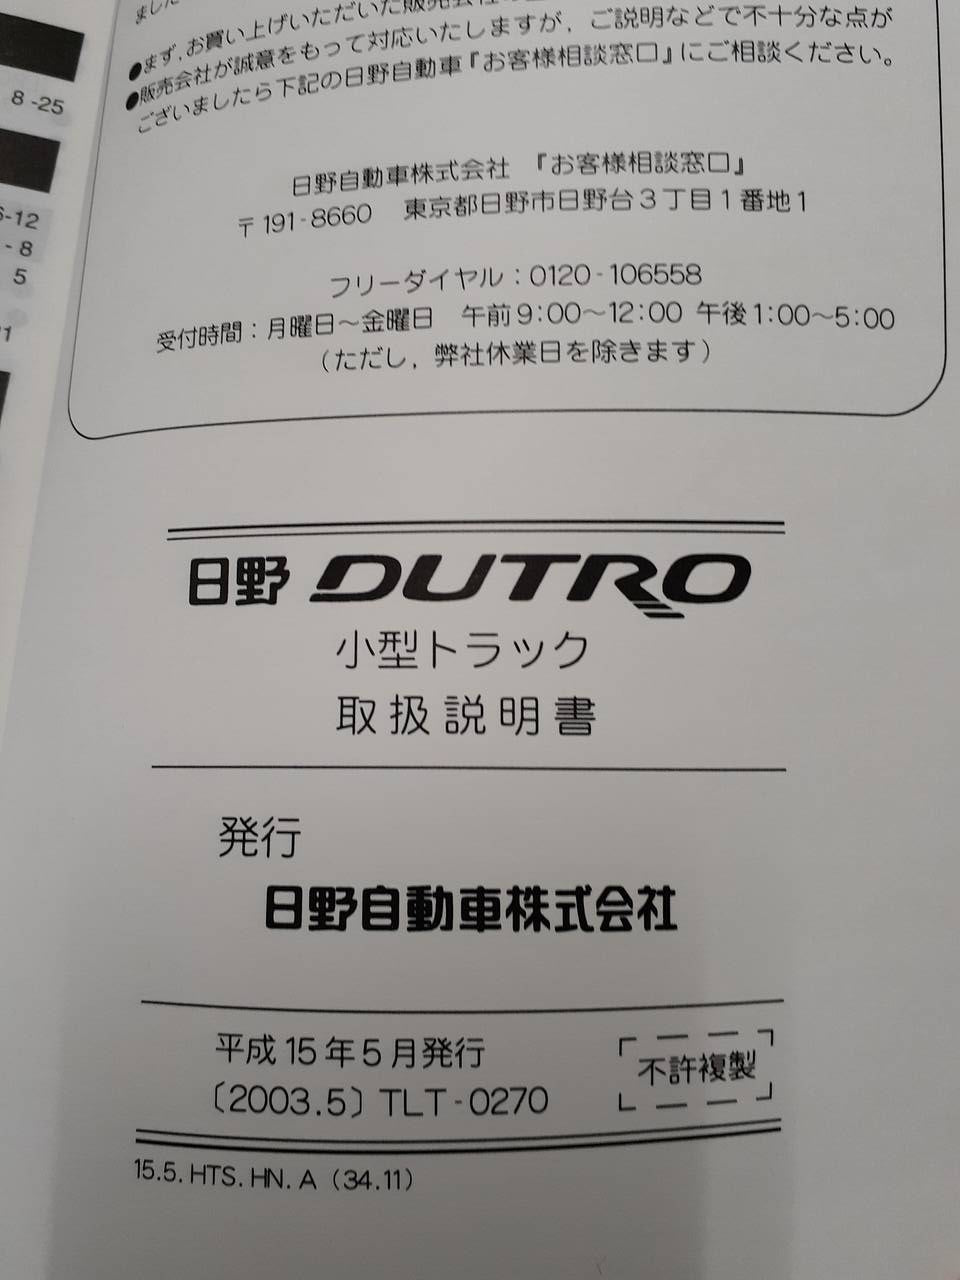 ●まず,お買い上げいただいた販売会社
販売会社が誠意をもって対応いたしますが,ご説明などで不十分な点が
●ございましたら下記の日野自動車『お客様相談窓口』にご相談ください。
日野自動車株式会社 『お客様相談窓口』
〒191-8660 東京都日野市日野台3丁目1番地1
フリーダイヤル:0120-106558
受付時間:月曜日~金曜日 午前9:00~12:00 午後1:00~5:00
(ただし,弊社休業日を除きます)
8-25
-12
-8
5
日野 DUTRO
小型トラック
取扱説明書
発行
日野自動車株式会社
平成15年5月発行
〔2003.5〕TLT-0270
不許複製
15.5.HTS.HN.A(34.11)